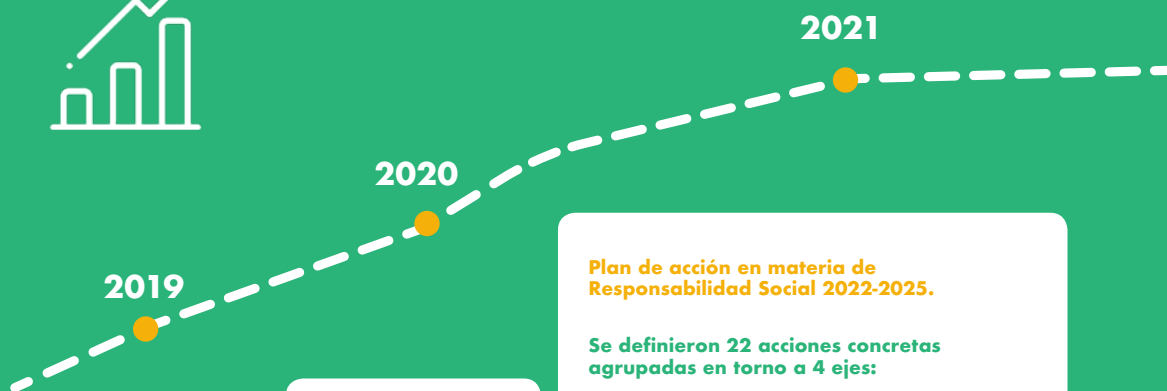 2021
2020
2019
Plan de acción en materia de
Responsabilidad Social 2022-2025.
Se definieron 22 acciones concretas
agrupadas en torno a 4 ejes: